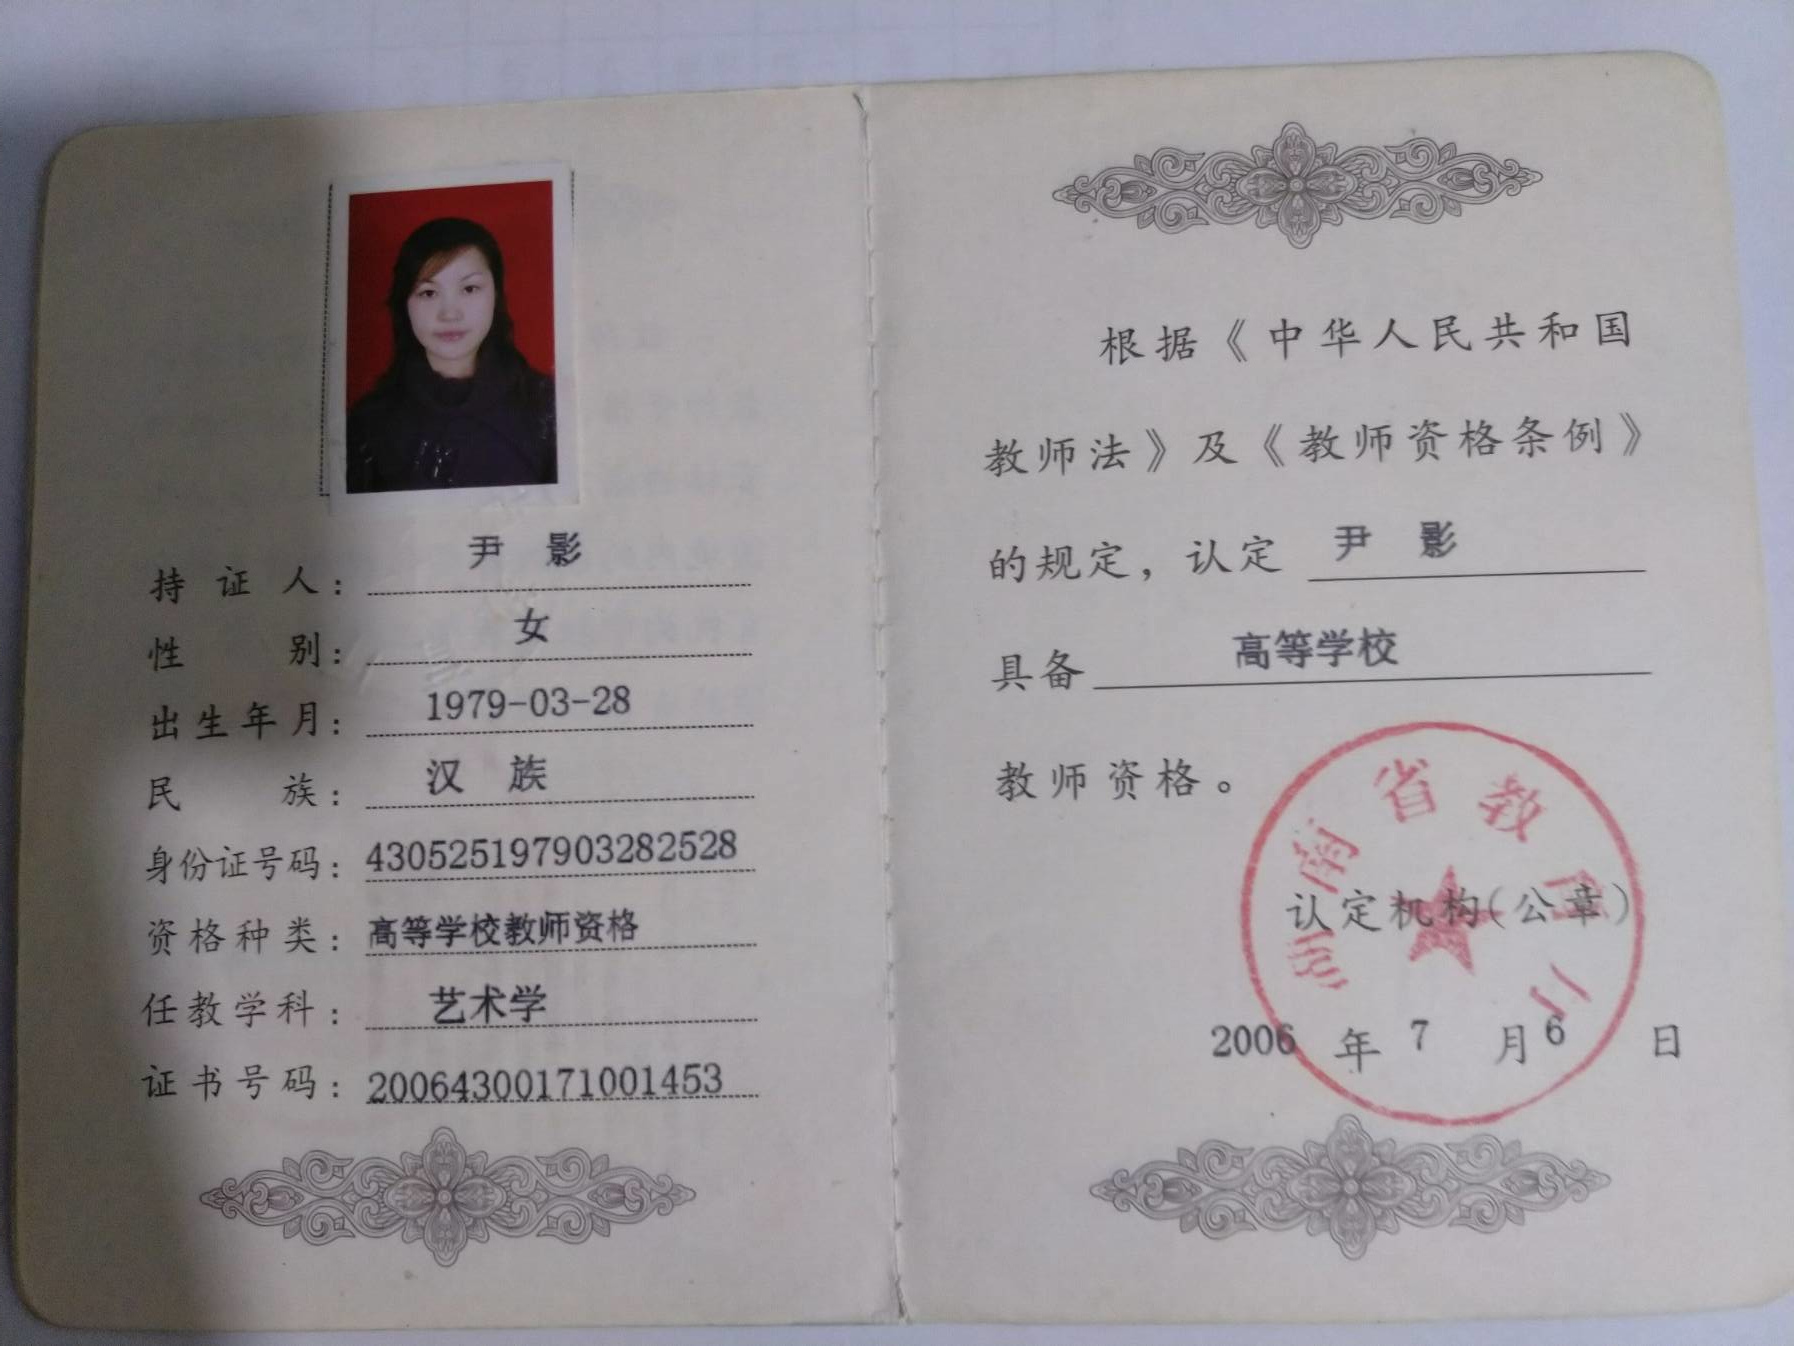 持证人：尹 影
性别：女
出生年月：1979-03-28
民族：汉 族
身份证号码：430525197903282528
资格种类：高等学校教师资格
任教学科：艺术学
证书号码：20064300171001453
根据《中华人民共和国
教师法》及《教师资格条例》
的规定，认定 尹 影
具备 高等学校
教师资格。
省教
认定机构(公章)
2006 年 7 月 6 日